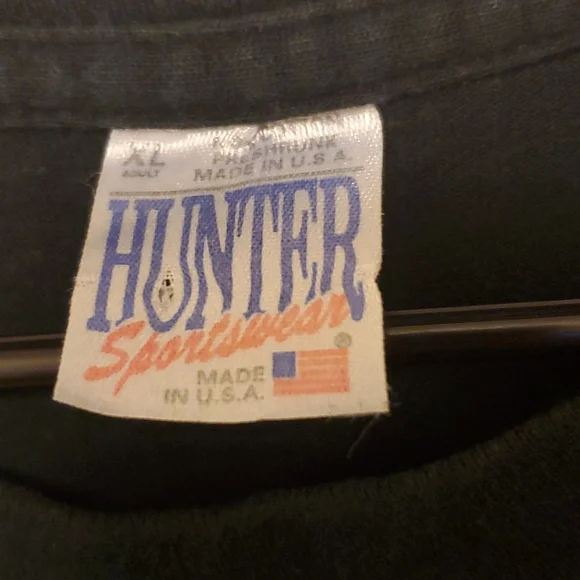 XL
ADULT
PRESHRUNK
MADE IN U.S.A.
HUNTER
Sportswear®
MADE
IN U.S.A.